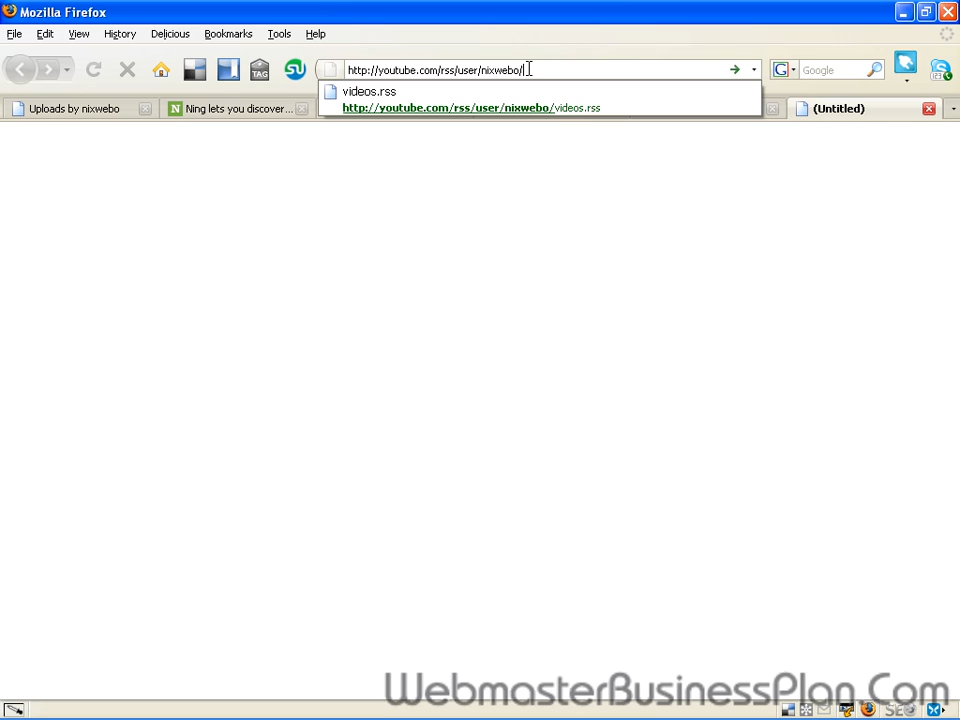 Mozilla Firefox
File Edit View History Delicious Bookmarks Tools Help
TAG
http://youtube.com/rss/user/nixwebo/
G
Google
videos.rss
http://youtube.com/rss/user/nixwebo/videos.rss
Uploads by nixwebo
N Ning lets you discover...
(Untitled)
WebmasterBusinessPlan.Com